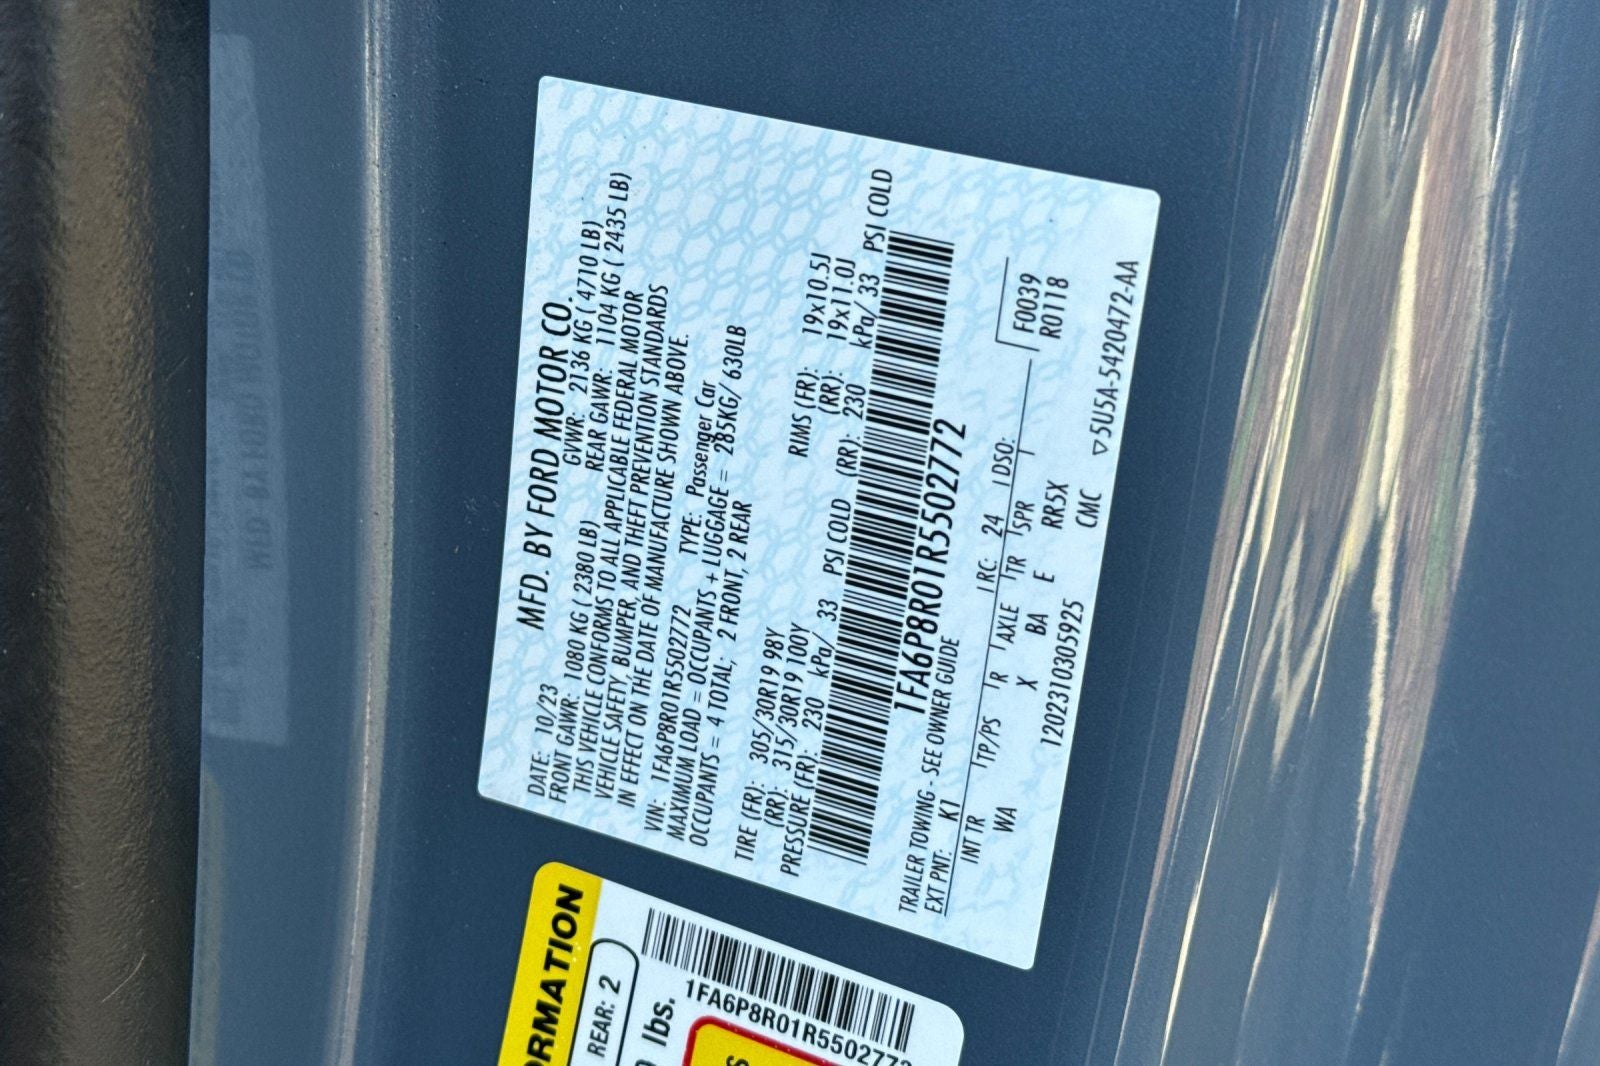 MFD. BY FORD MOTOR CO.
DATE: 10/23 GVWR: 2136 KG ( 4710 LB)
FRONT GAWR: 1080 KG ( 2380 LB) REAR GAWR: 1104 KG ( 2435 LB)
THIS VEHICLE CONFORMS TO ALL APPLICABLE FEDERAL MOTOR
VEHICLE SAFETY, BUMPER, AND THEFT PREVENTION STANDARDS
IN EFFECT ON THE DATE OF MANUFACTURE SHOWN ABOVE.
VIN: 1FA6P8R01R5502772 TYPE: Passenger Car
MAXIMUM LOAD = OCCUPANTS + LUGGAGE = 285KG/ 630LB
OCCUPANTS = 4 TOTAL; 2 FRONT, 2 REAR
TIRE (FR): 305/30R19 98Y RIMS (FR): 19x10.5J
(RR): 315/30R19 100Y (RR): 19x11.0J
PRESSURE (FR): 230 kPa/ 33 PSI COLD (RR): 230 kPa/ 33 PSI COLD
1FA6P8R01R5502772
TRAILER TOWING - SEE OWNER GUIDE
EXT PNT: K1 RC: 24 DSO: F0039
INT TR TP/PS R AXLE TR SPR R0118
WA X BA E RR5X
1202310305925 CMC ▽5U5A-5420472-AA
ORMATION
REAR: 2
lbs.
1FA6P8R01R5502772